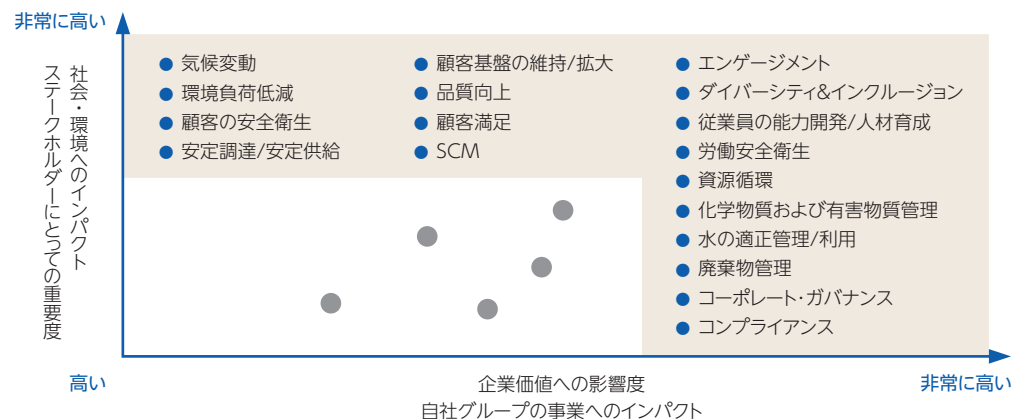 非常に高い
社会・環境へのインパクト
ステークホルダーにとっての重要度
● 気候変動
● 環境負荷低減
● 顧客の安全衛生
● 安定調達/安定供給
● 顧客基盤の維持/拡大
● 品質向上
● 顧客満足
● SCM
● エンゲージメント
● ダイバーシティ&インクルージョン
● 従業員の能力開発/人材育成
● 労働安全衛生
● 資源循環
● 化学物質および有害物質管理
● 水の適正管理/利用
● 廃棄物管理
● コーポレート・ガバナンス
● コンプライアンス
高い
企業価値への影響度
自社グループの事業へのインパクト
非常に高い